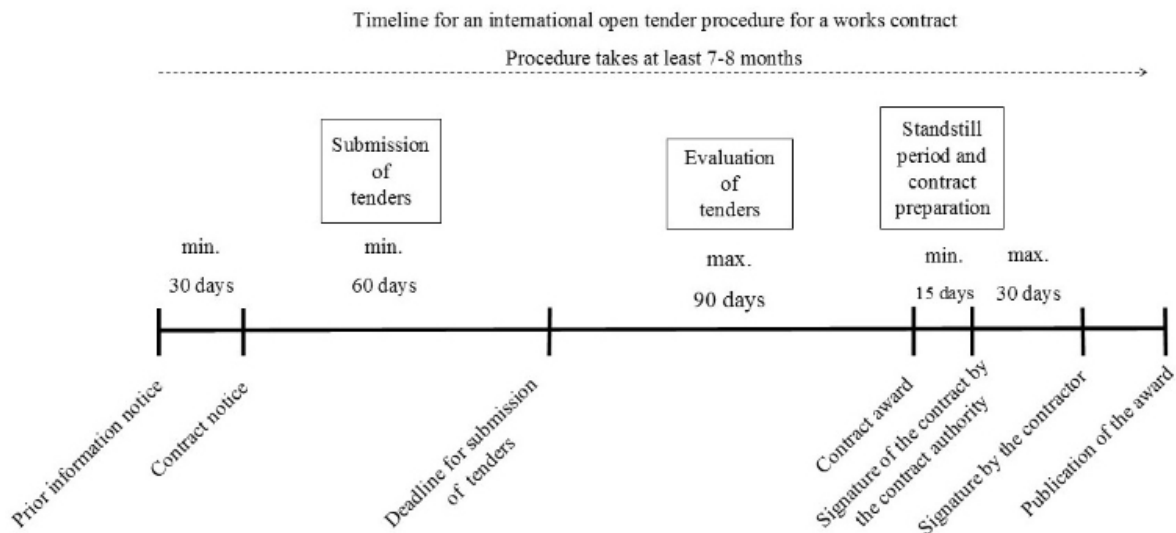 Timeline for an international open tender procedure for a works contract
Procedure takes at least 7-8 months
Submission
of
tenders
Evaluation
of
tenders
Standstill
period and
contract
preparation
min.
30 days
min.
60 days
max.
90 days
min.
15 days
max.
30 days
Prior information notice
Contract notice
Deadline for submission
of tenders
Contract award
Signature of the contract by
the contract authority
Signature by the contractor
Publication of the award